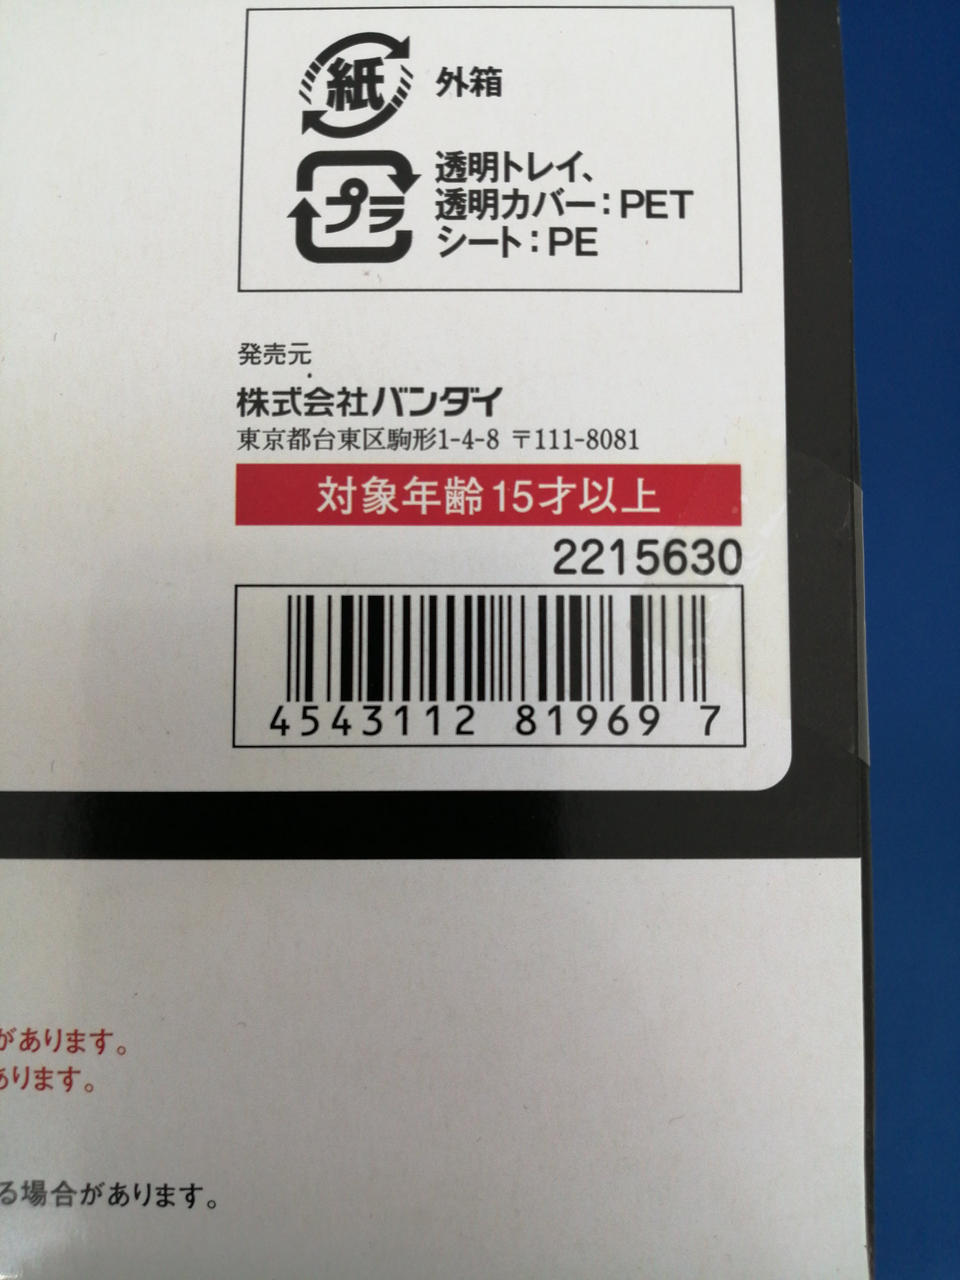 紙 外箱
プラ 透明トレイ、
透明カバー：PET
シート：PE
発売元
株式会社バンダイ
東京都台東区駒形1-4-8 〒111-8081
対象年齢15才以上
2215630
4543112 81969 7
があります。
あります。
る場合があります。